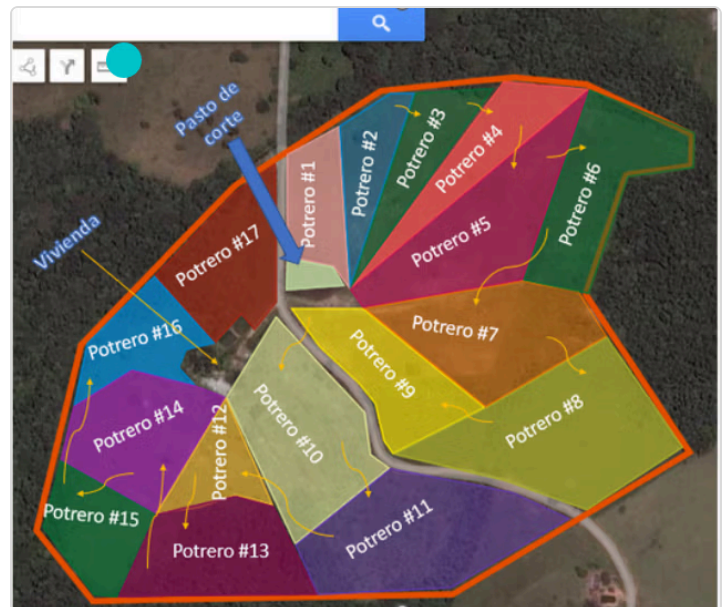 Pasto de
corte
Vivienda
Potrero #1
Potrero #2
Potrero #3
Potrero #4
Potrero #5
Potrero #6
Potrero #7
Potrero #8
Potrero #9
Potrero #10
Potrero #11
Potrero #12
Potrero #13
Potrero #14
Potrero #15
Potrero #16
Potrero #17